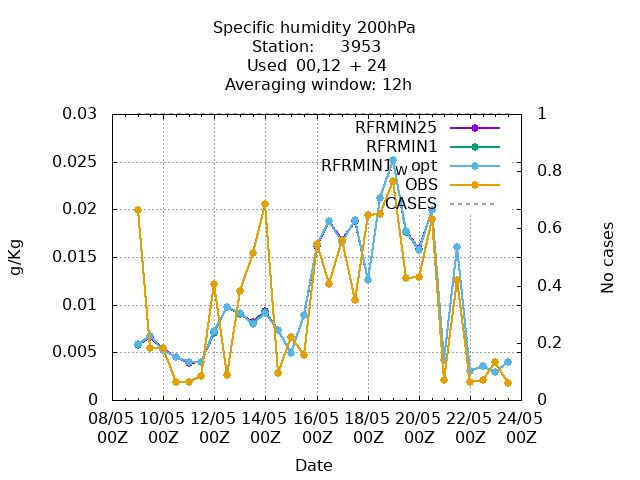 Specific humidity 200hPa
Station: 3953
Used 00,12 + 24
Averaging window: 12h
0.03
0.025
0.02
0.015
0.01
0.005
0
g/Kg
1
0.8
0.6
0.4
0.2
0
No cases
RFRMIN25
RFRMIN1
RFRMIN1w opt
OBS
CASES
08/05 10/05 12/05 14/05 16/05 18/05 20/05 22/05 24/05
00Z 00Z 00Z 00Z 00Z 00Z 00Z 00Z 00Z
Date